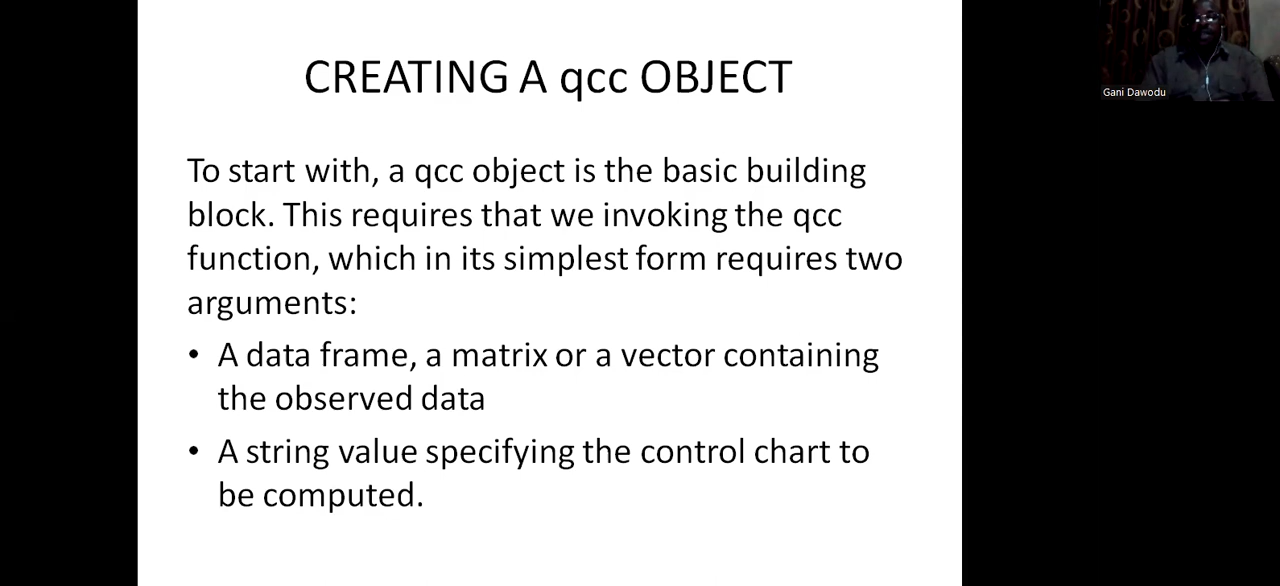 CREATING A qcc OBJECT
To start with, a qcc object is the basic building
block. This requires that we invoking the qcc
function, which in its simplest form requires two
arguments:
• A data frame, a matrix or a vector containing
the observed data
• A string value specifying the control chart to
be computed.
Gani Dawodu